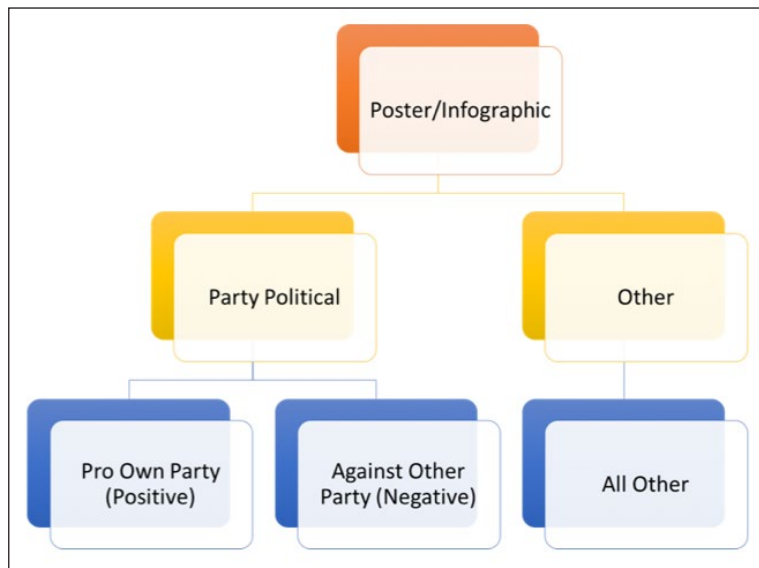 Poster/Infographic
Party Political
Other
Pro Own Party
(Positive)
Against Other
Party (Negative)
All Other